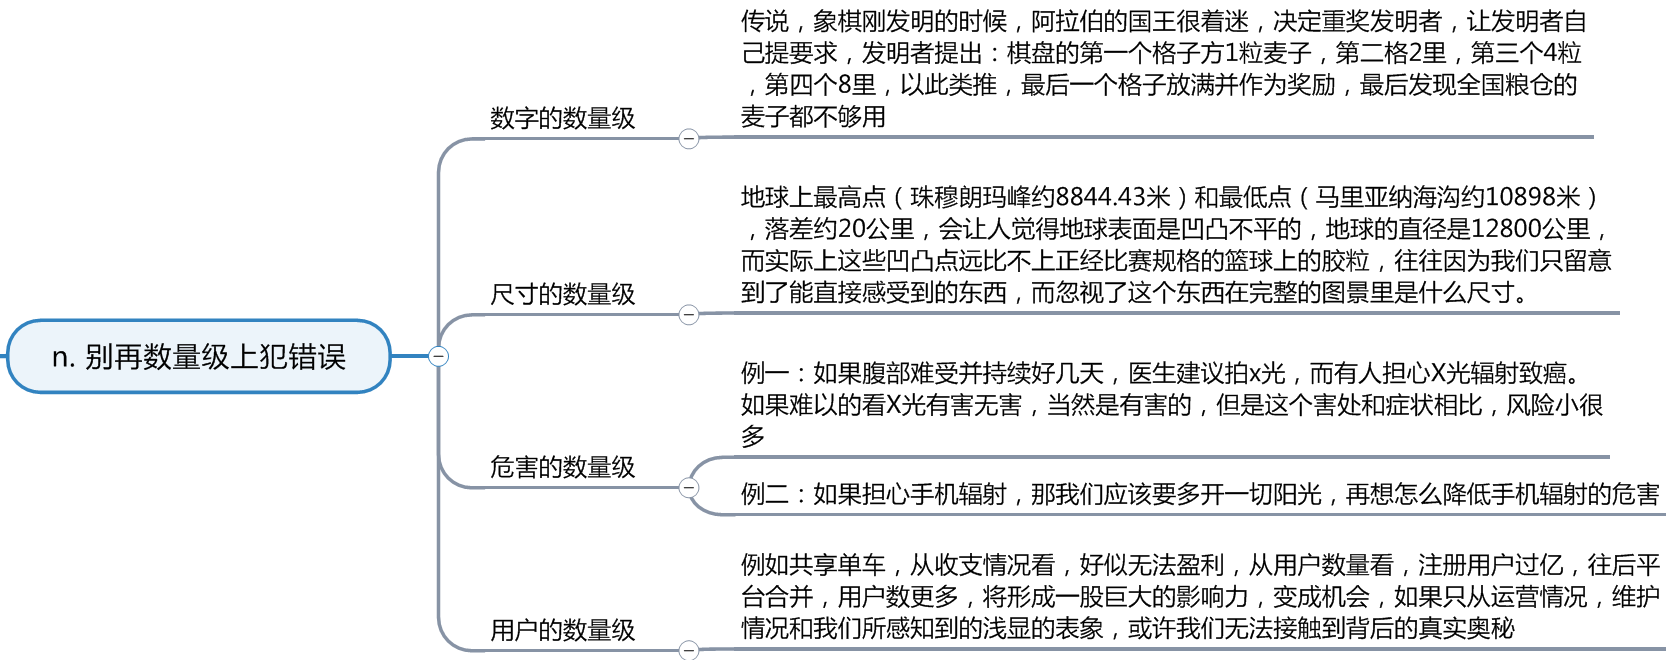 n. 别再数量级上犯错误
数字的数量级
传说，象棋刚发明的时候，阿拉伯的国王很着迷，决定重奖发明者，让发明者自
己提要求，发明者提出：棋盘的第一个格子方1粒麦子，第二格2里，第三个4粒
，第四个8里，以此类推，最后一个格子放满并作为奖励，最后发现全国粮仓的
麦子都不够用
尺寸的数量级
地球上最高点（珠穆朗玛峰约8844.43米）和最低点（马里亚纳海沟约10898米）
，落差约20公里，会让人觉得地球表面是凹凸不平的，地球的直径是12800公里，
而实际上这些凹凸点远比不上正经比赛规格的篮球上的胶粒，往往因为我们只留意
到了能直接感受到的东西，而忽视了这个东西在完整的图景里是什么尺寸。
危害的数量级
例一：如果腹部难受并持续好几天，医生建议拍x光，而有人担心X光辐射致癌。
如果难以的看X光有害无害，当然是有害的，但是这个害处和症状相比，风险小很
多
例二：如果担心手机辐射，那我们应该要多开一切阳光，再想怎么降低手机辐射的危害
用户的数量级
例如共享单车，从收支情况看，好似无法盈利，从用户数量看，注册用户过亿，往后平
台合并，用户数更多，将形成一股巨大的影响力，变成机会，如果只从运营情况，维护
情况和我们所感知到的浅显的表象，或许我们无法接触到背后的真实奥秘